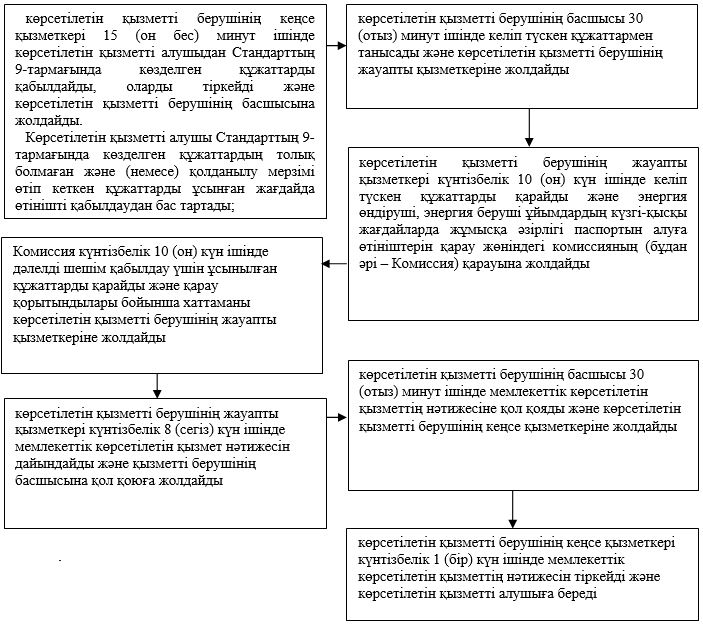 көрсетілетін қызметті берушінің кеңсе
қызметкері 15 (он бес) минут ішінде
көрсетілетін қызметті алушыдан Стандарттың
9-тармағында көзделген құжаттарды
қабылдайды, оларды тіркейді және
көрсетілетін қызметті берушінің басшысына
жолдайды.
Көрсетілетін қызметті алушы Стандарттың 9-
тармағында көзделген құжаттардың толық
болмаған және (немесе) қолданылу мерзімі
өтіп кеткен құжаттарды ұсынған жағдайда
өтінішті қабылдаудан бас тартады;
көрсетілетін қызметті берушінің басшысы 30
(отыз) минут ішінде келіп түскен құжаттармен
танысады және көрсетілетін қызметті берушінің
жауапты қызметкеріне жолдайды
көрсетілетін қызметті берушінің жауапты
қызметкері күнтізбелік 10 (он) күн ішінде келіп
түскен құжаттарды қарайды және энергия
өндіруші, энергия беруші ұйымдардың күзгі-қысқы
жағдайларда жұмысқа әзірлігі паспортын алуға
өтініштерін қарау жөніндегі комиссияның (бұдан
әрі – Комиссия) қарауына жолдайды
Комиссия күнтізбелік 10 (он) күн ішінде
дәлелді шешім қабылдау үшін ұсынылған
құжаттарды қарайды және қарау
қорытындылары бойынша хаттаманы
көрсетілетін қызметті берушінің жауапты
қызметкеріне жолдайды
көрсетілетін қызметті берушінің жауапты
қызметкері күнтізбелік 8 (сегіз) күн ішінде
мемлекеттік көрсетілетін қызмет нәтижесін
дайындайды және қызметті берушінің
басшысына қол қоюға жолдайды
көрсетілетін қызметті берушінің басшысы 30
(отыз) минут ішінде мемлекеттік көрсетілетін
қызметтің нәтижесіне қол қояды және көрсетілетін
қызметті берушінің кеңсе қызметкеріне жолдайды
көрсетілетін қызметті берушінің кеңсе қызметкері
күнтізбелік 1 (бір) күн ішінде мемлекеттік
көрсетілетін қызметтің нәтижесін тіркейді және
көрсетілетін қызметті алушыға береді
.